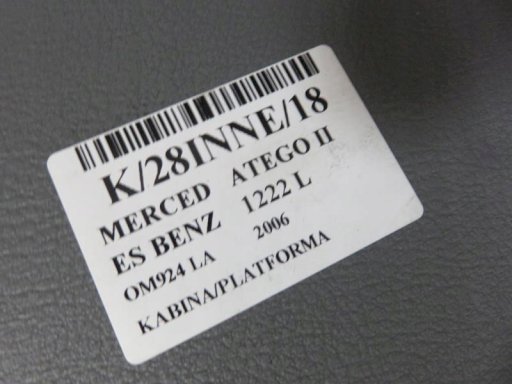 K/28INNE/18
MERCED ATEGO II
ES BENZ 1222 L
OM924 LA 2006
KABINA/PLATFORMA